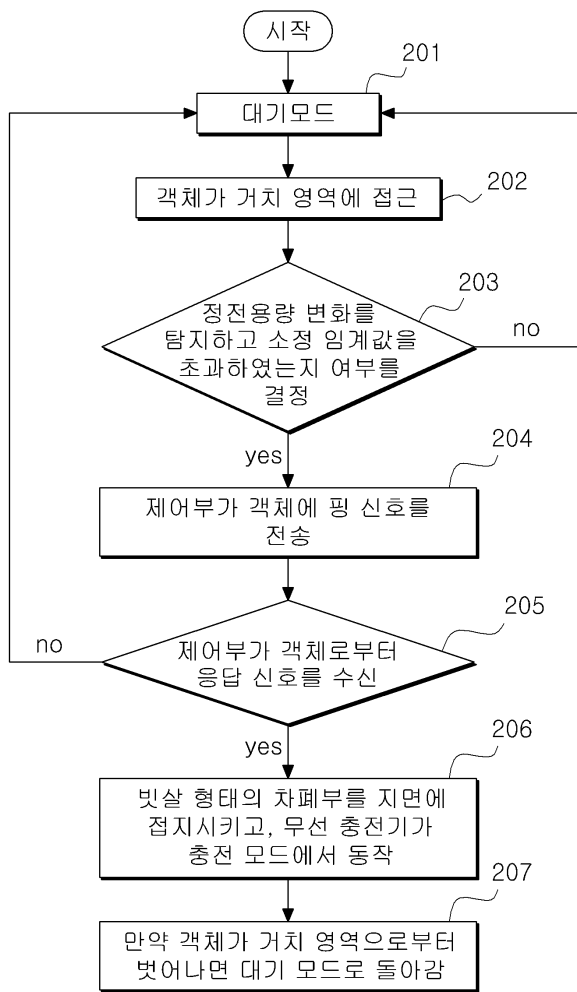 시작
201
대기모드
202
객체가 거치 영역에 접근
203
정전용량 변화를
탐지하고 소정 임계값을
초과하였는지 여부를
결정
no
yes
204
제어부가 객체에 핑 신호를
전송
205
no
제어부가 객체로부터
응답 신호를 수신
yes
206
빗살 형태의 차폐부를 지면에
접지시키고, 무선 충전기가
충전 모드에서 동작
207
만약 객체가 거치 영역으로부터
벗어나면 대기 모드로 돌아감